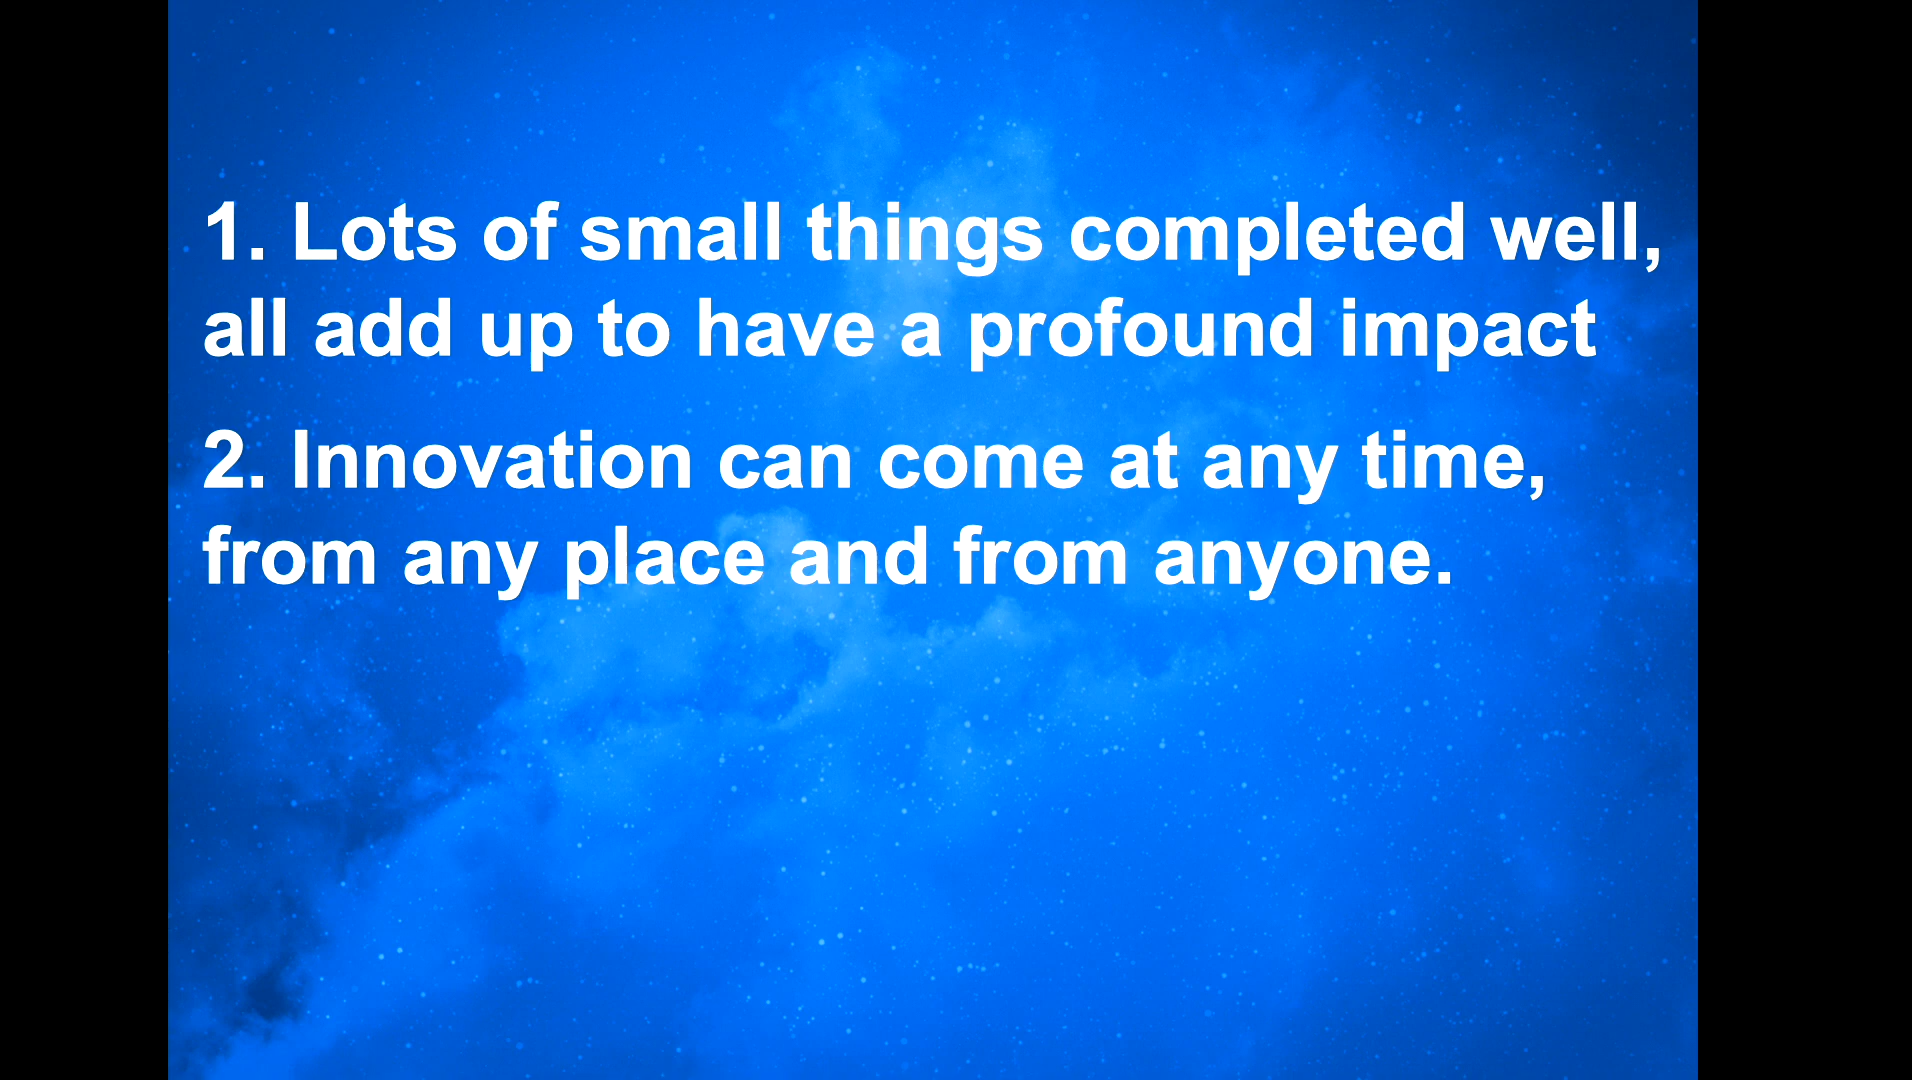 1. Lots of small things completed well,
all add up to have a profound impact
2. Innovation can come at any time,
from any place and from anyone.